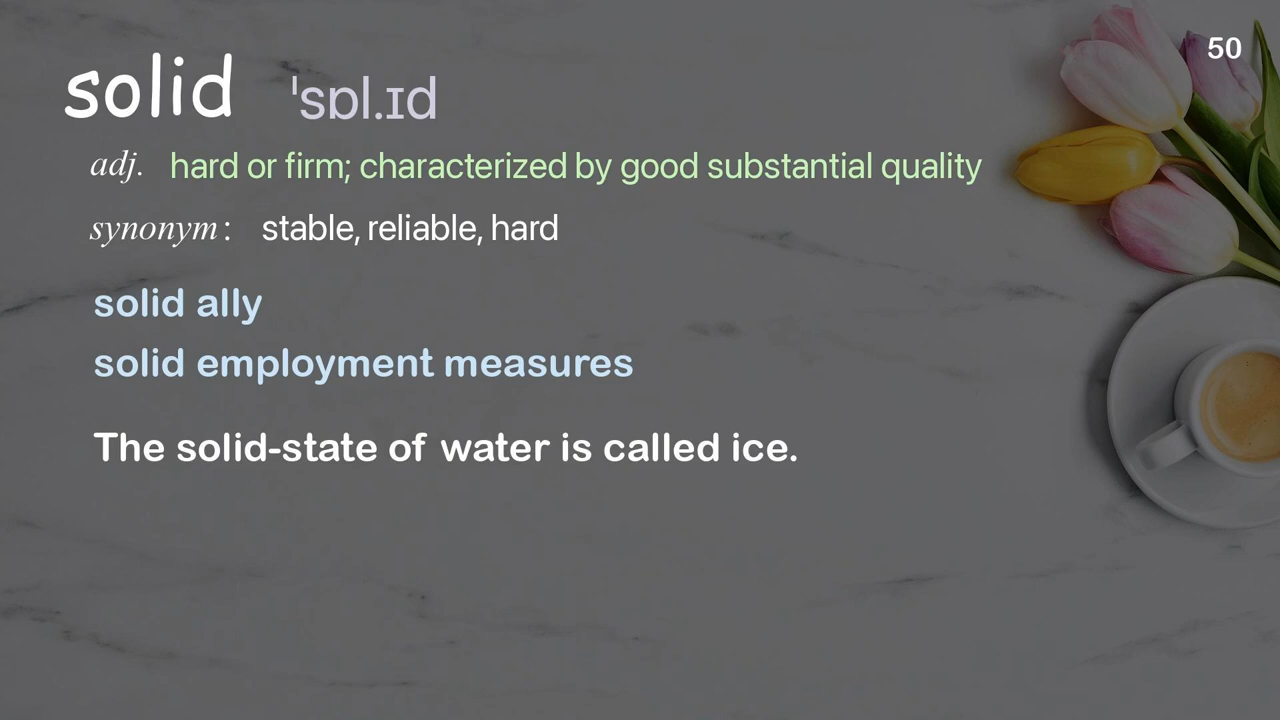 50
solid ˈsɒl.ɪd
adj. hard or firm; characterized by good substantial quality
synonym: stable, reliable, hard
solid ally
solid employment measures
The solid-state of water is called ice.